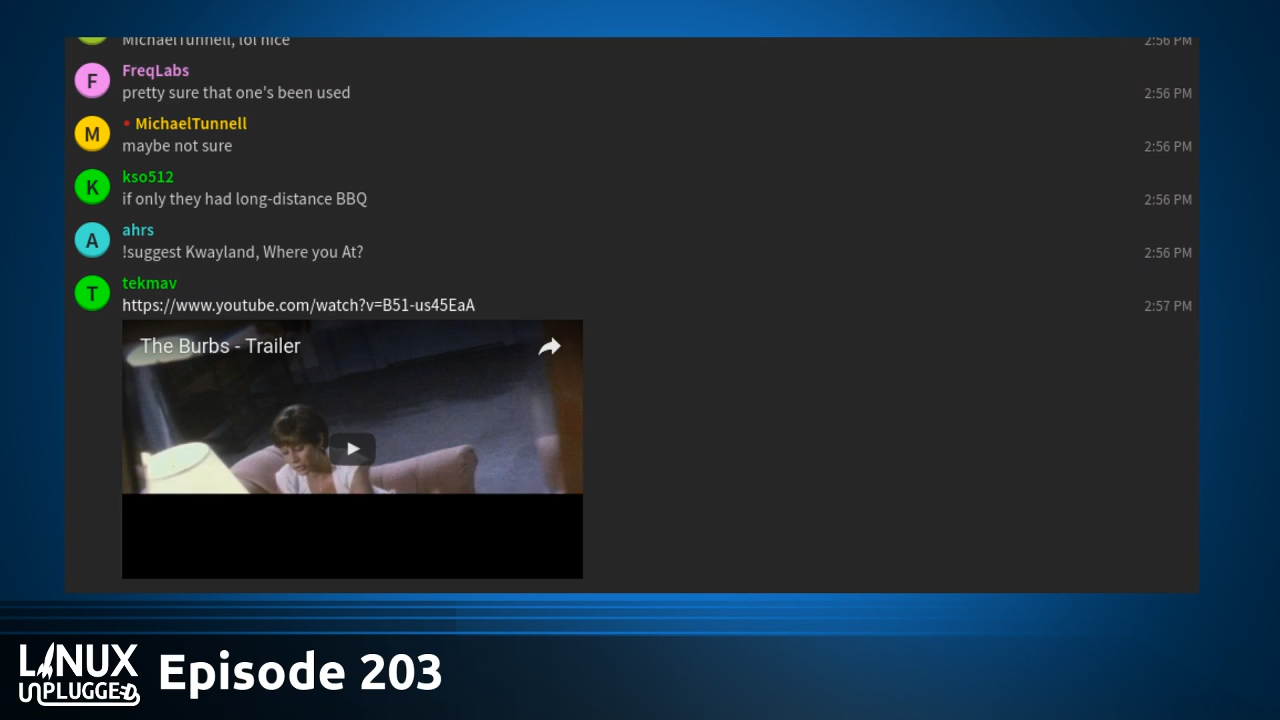 MichaelTunnell, lol nice
2:56 PM
F
FreqLabs
pretty sure that one's been used
2:56 PM
M
• MichaelTunnell
maybe not sure
2:56 PM
K
kso512
if only they had long-distance BBQ
2:56 PM
A
ahrs
!suggest Kwayland, Where you At?
2:56 PM
T
tekmav
https://www.youtube.com/watch?v=B51-us45EaA
2:57 PM
The Burbs - Trailer
LINUX
UNPLUGGED
Episode 203